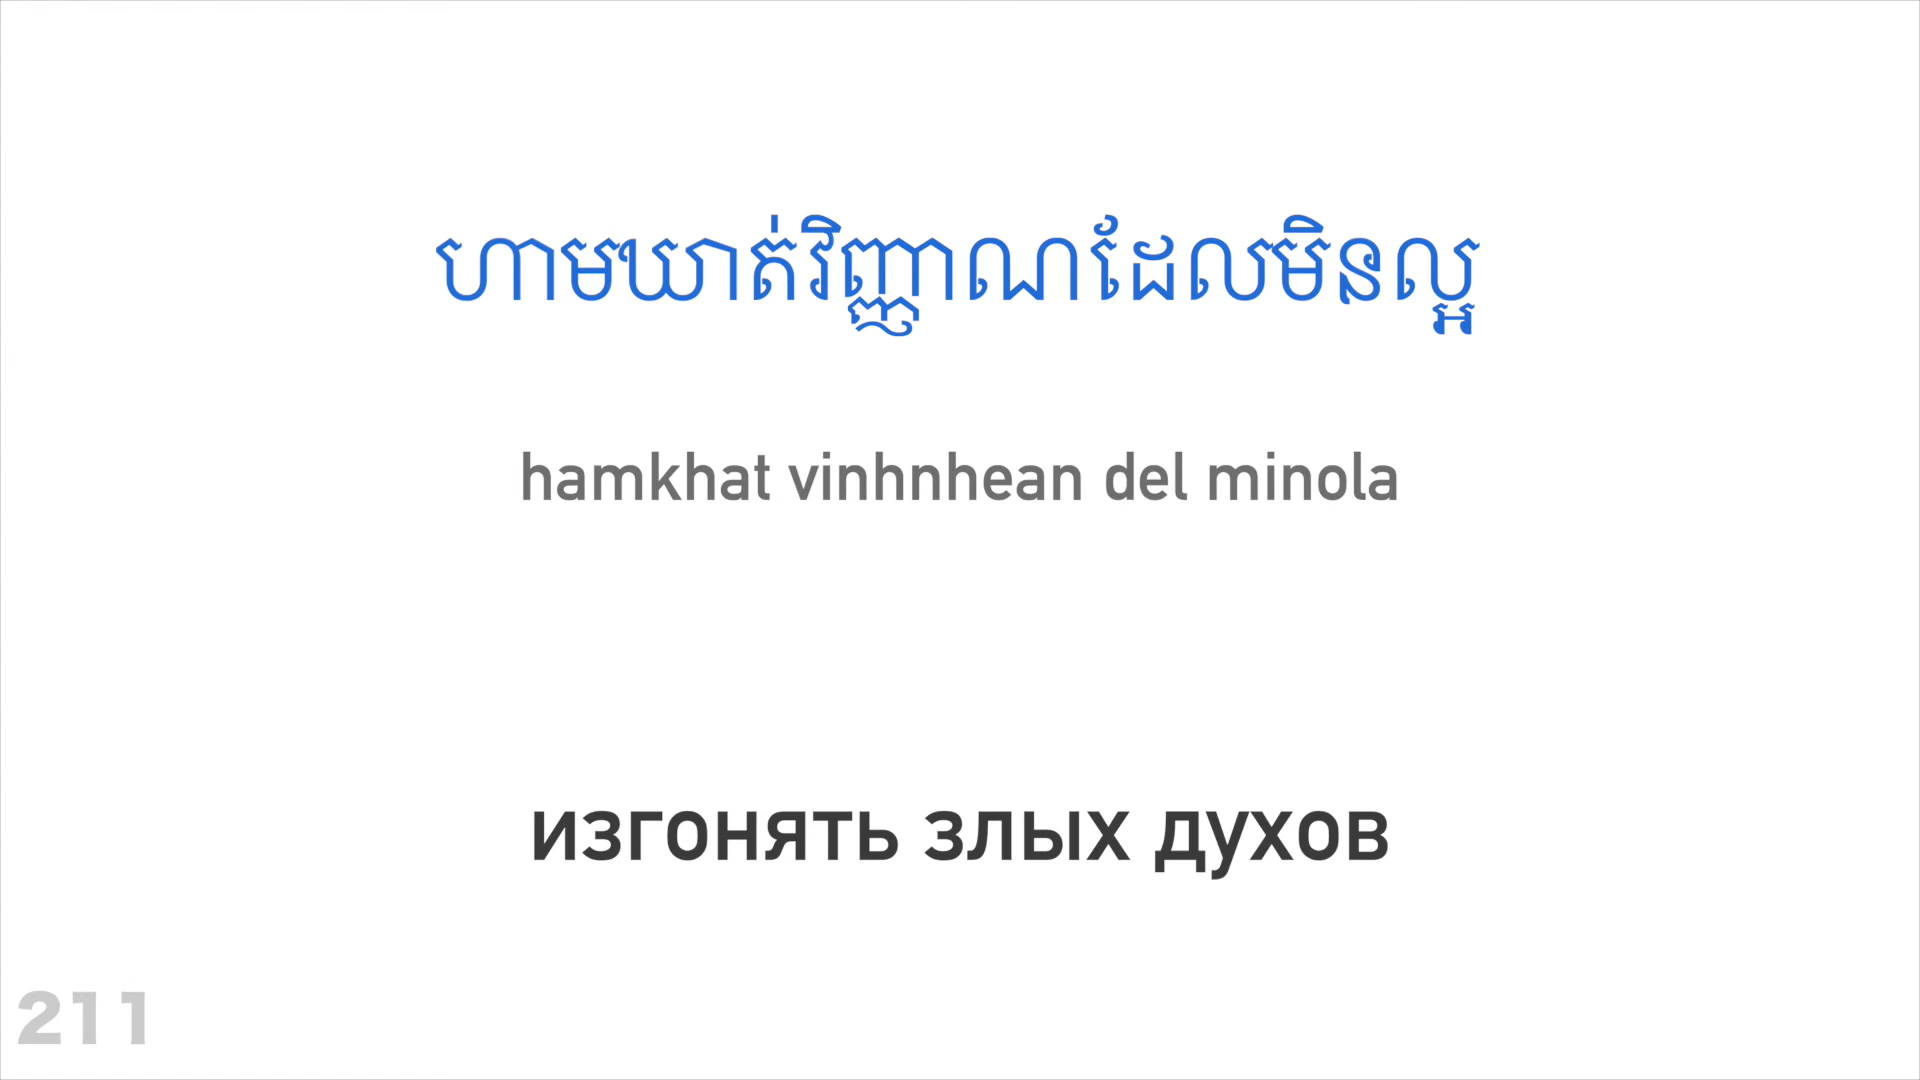 ហាមឃាត់វិញ្ញាណដែលមិនល្អ
hamkhat vinhnhean del minola
изгонять злых духов
211